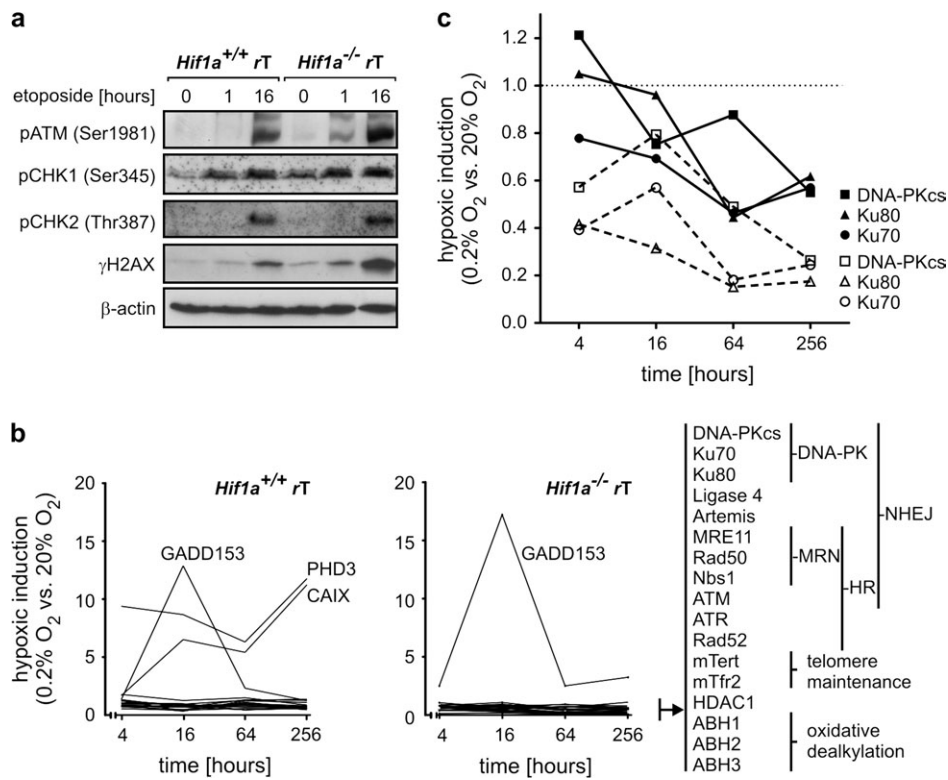 a
Hif1a+/+ rT Hif1a-/- rT
etoposide [hours] 0 1 16 0 1 16
pATM (Ser1981)
pCHK1 (Ser345)
pCHK2 (Thr387)
γH2AX
β-actin
c
hypoxic induction
(0.2% O2 vs. 20% O2)
1.2
1.0
0.8
0.6
0.4
0.2
0.0
4 16 64 256
time [hours]
DNA-PKcs
Ku80
Ku70
DNA-PKcs
Ku80
Ku70
b
hypoxic induction
(0.2% O2 vs. 20% O2)
Hif1a+/+ rT
20
15
10
5
0
GADD153
PHD3
CAIX
4 16 64 256
time [hours]
Hif1a-/- rT
20
15
10
5
0
GADD153
4 16 64 256
time [hours]
DNA-PKcs
Ku70
Ku80
Ligase 4
Artemis
MRE11
Rad50
Nbs1
ATM
ATR
Rad52
mTert
mTfr2
HDAC1
ABH1
ABH2
ABH3
DNA-PK
NHEJ
MRN
HR
telomere
maintenance
oxidative
dealkylation